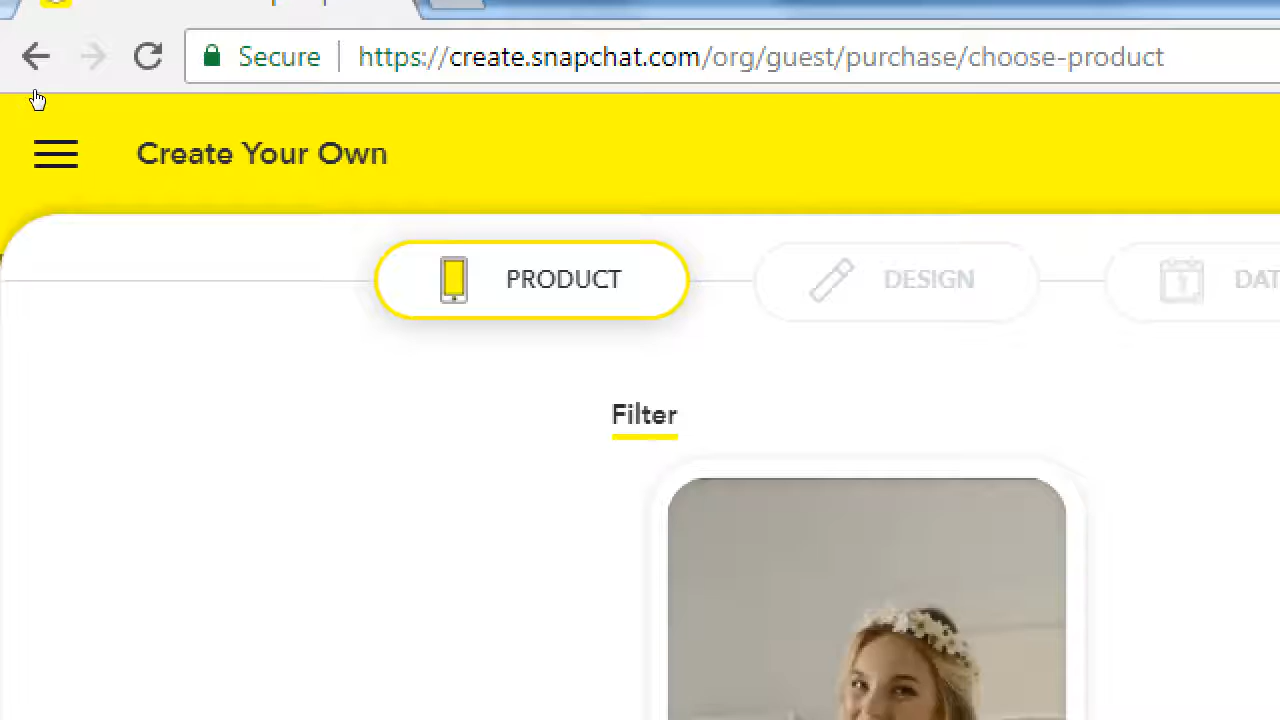 Secure https://create.snapchat.com/org/guest/purchase/choose-product
Create Your Own
PRODUCT DESIGN
Filter